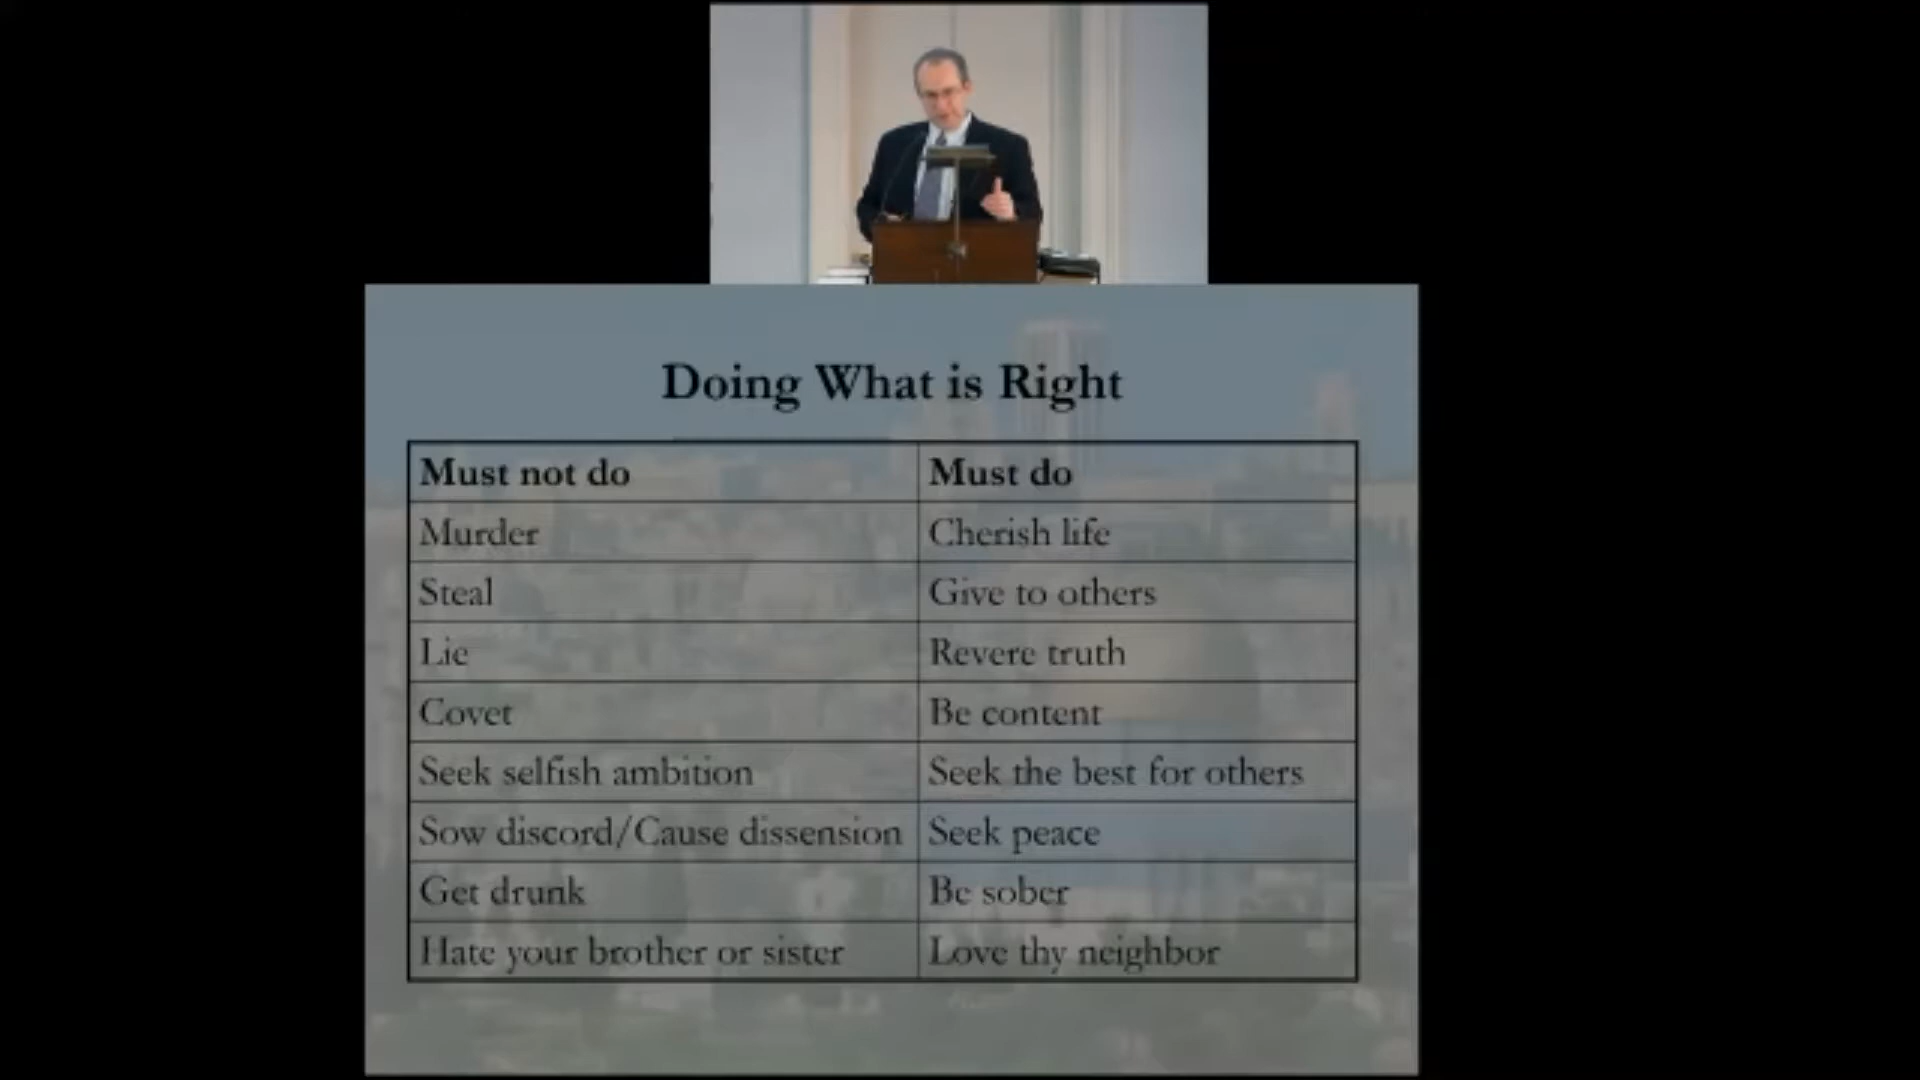 Doing What is Right
Must not do Must do
Murder Cherish life
Steal Give to others
Lie Revere truth
Covet Be content
Seek selfish ambition Seek the best for others
Sow discord/Cause dissension Seek peace
Get drunk Be sober
Hate your brother or sister Love thy neighbor